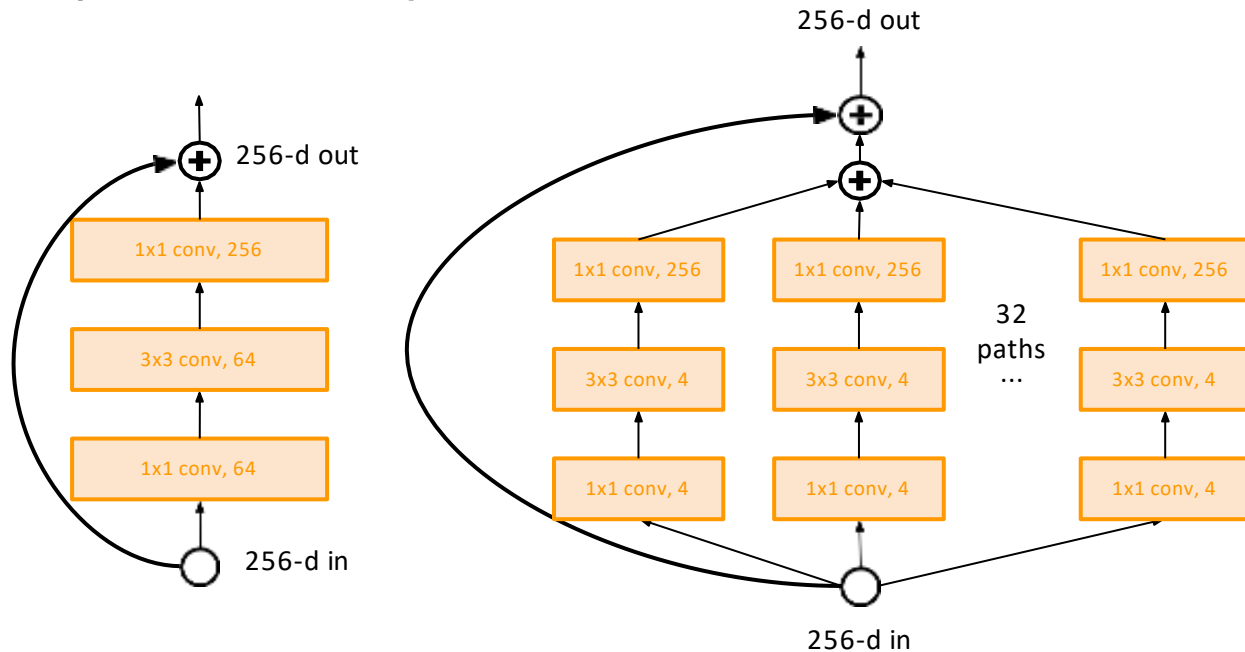 256-d out
1x1 conv, 256
3x3 conv, 64
1x1 conv, 64
256-d in
256-d out
1x1 conv, 256
1x1 conv, 256
1x1 conv, 256
32
paths
...
3x3 conv, 4
3x3 conv, 4
3x3 conv, 4
1x1 conv, 4
1x1 conv, 4
1x1 conv, 4
256-d in